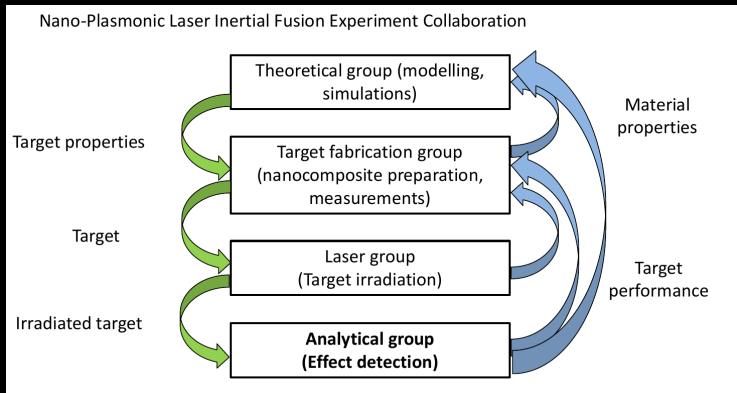 Nano-Plasmonic Laser Inertial Fusion Experiment Collaboration
Theoretical group (modelling,
simulations)
Target properties
Material
properties
Target fabrication group
(nanocomposite preparation,
measurements)
Target
Laser group
(Target irradiation)
Target
performance
Irradiated target
Analytical group
(Effect detection)